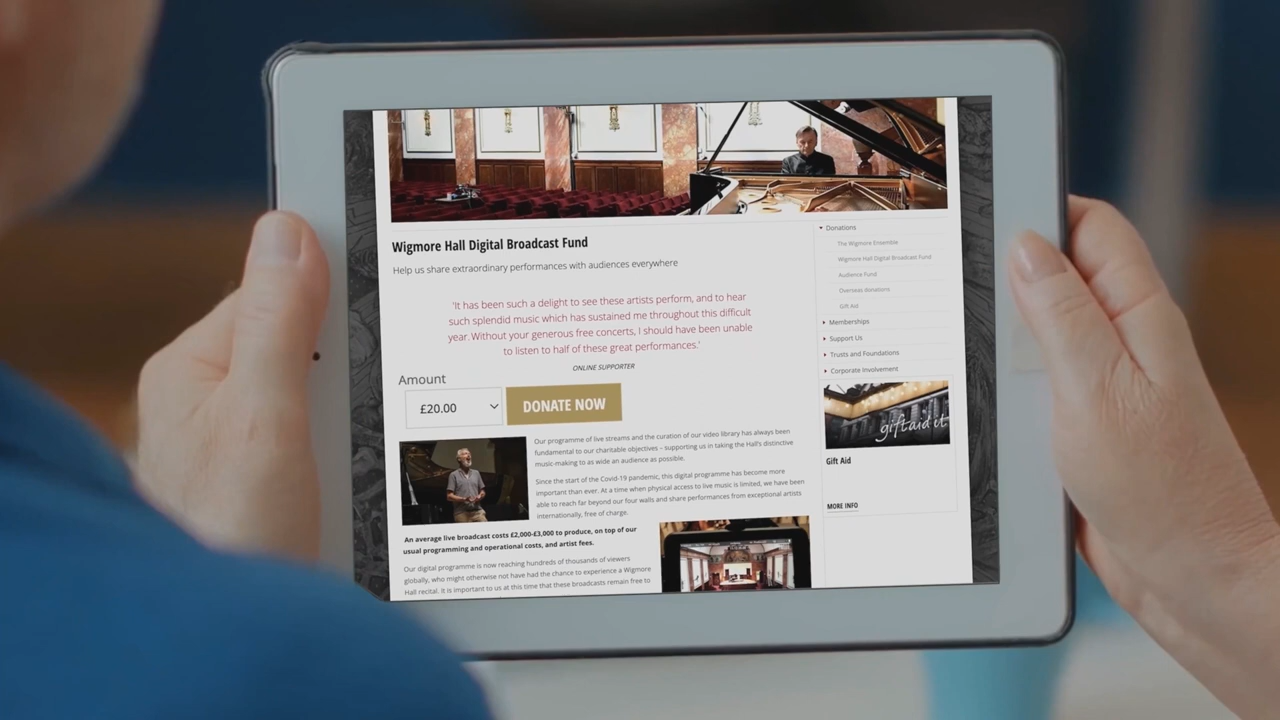 Wigmore Hall Digital Broadcast Fund
Help us share extraordinary performances with audiences everywhere
'It has been such a delight to see these artists perform, and to hear
such splendid music which has sustained me throughout this difficult
year. Without your generous free concerts, I should have been unable
to listen to half of these great performances.'
ONLINE SUPPORTER
Amount
£20.00
DONATE NOW
Our programme of live streams and the curation of our video library has always been
fundamental to our charitable objectives – supporting us in taking the Hall's distinctive
music-making to as wide an audience as possible.
Since the start of the Covid-19 pandemic, this digital programme has become more
important than ever. At a time when physical access to live music is limited, we have been
able to reach far beyond our four walls and share performances from exceptional artists
internationally, free of charge.
An average live broadcast costs £2,000-£3,000 to produce, on top of our
usual programming and operational costs, and artist fees.
Our digital programme is now reaching hundreds of thousands of viewers
globally, who might otherwise not have had the chance to experience a Wigmore
Hall recital. It is important to us at this time that these broadcasts remain free to
Donations
The Wigmore Ensemble
Wigmore Hall Digital Broadcast Fund
Audience Fund
Overseas donations
Gift Aid
Memberships
Support Us
Trusts and Foundations
Corporate Involvement
giftaid it
Gift Aid
MORE INFO